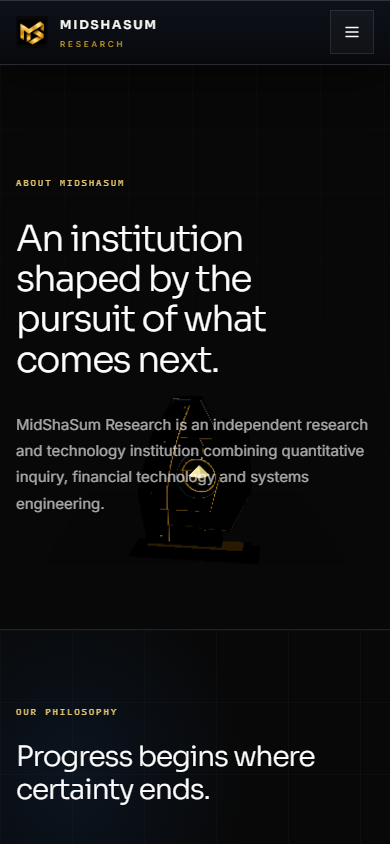 MIDSHASUM
RESEARCH
ABOUT MIDSHASUM
An institution
shaped by the
pursuit of what
comes next.
MidShaSum Research is an independent research
and technology institution combining quantitative
inquiry, financial technology and systems
engineering.
OUR PHILOSOPHY
Progress begins where
certainty ends.